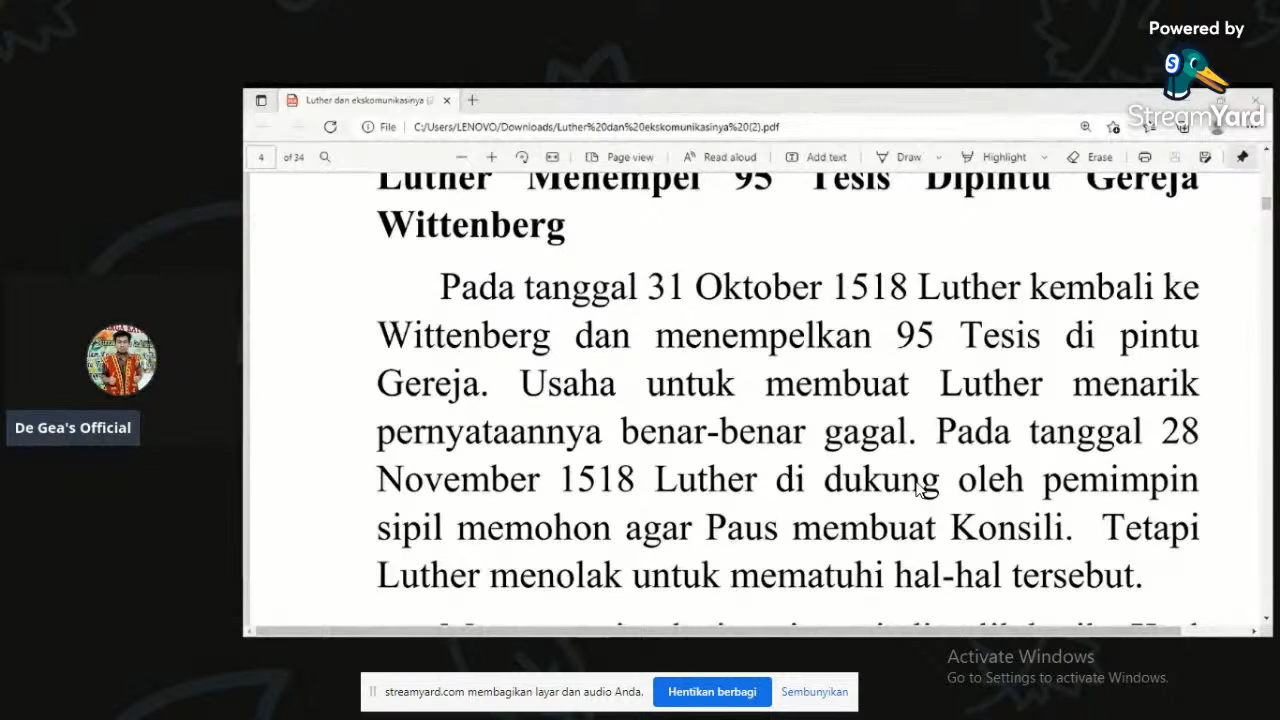 Powered by
StreamYard
Luther dan ekskomunikasinya (
File C:/Users/LENOVO/Downloads/Luther%20dan%20ekskomunikasinya%20(2).pdf
4 of 34 Page view Read aloud Add text Draw Highlight Erase
Luther Menempel 95 Tesis Dipintu Gereja
Wittenberg
Pada tanggal 31 Oktober 1518 Luther kembali ke
Wittenberg dan menempelkan 95 Tesis di pintu
Gereja. Usaha untuk membuat Luther menarik
pernyataannya benar-benar gagal. Pada tanggal 28
November 1518 Luther di dukung oleh pemimpin
sipil memohon agar Paus membuat Konsili. Tetapi
Luther menolak untuk mematuhi hal-hal tersebut.
De Gea's Official
Activate Windows
Go to Settings to activate Windows.
streamyard.com membagikan layar dan audio Anda. Hentikan berbagi Sembunyikan